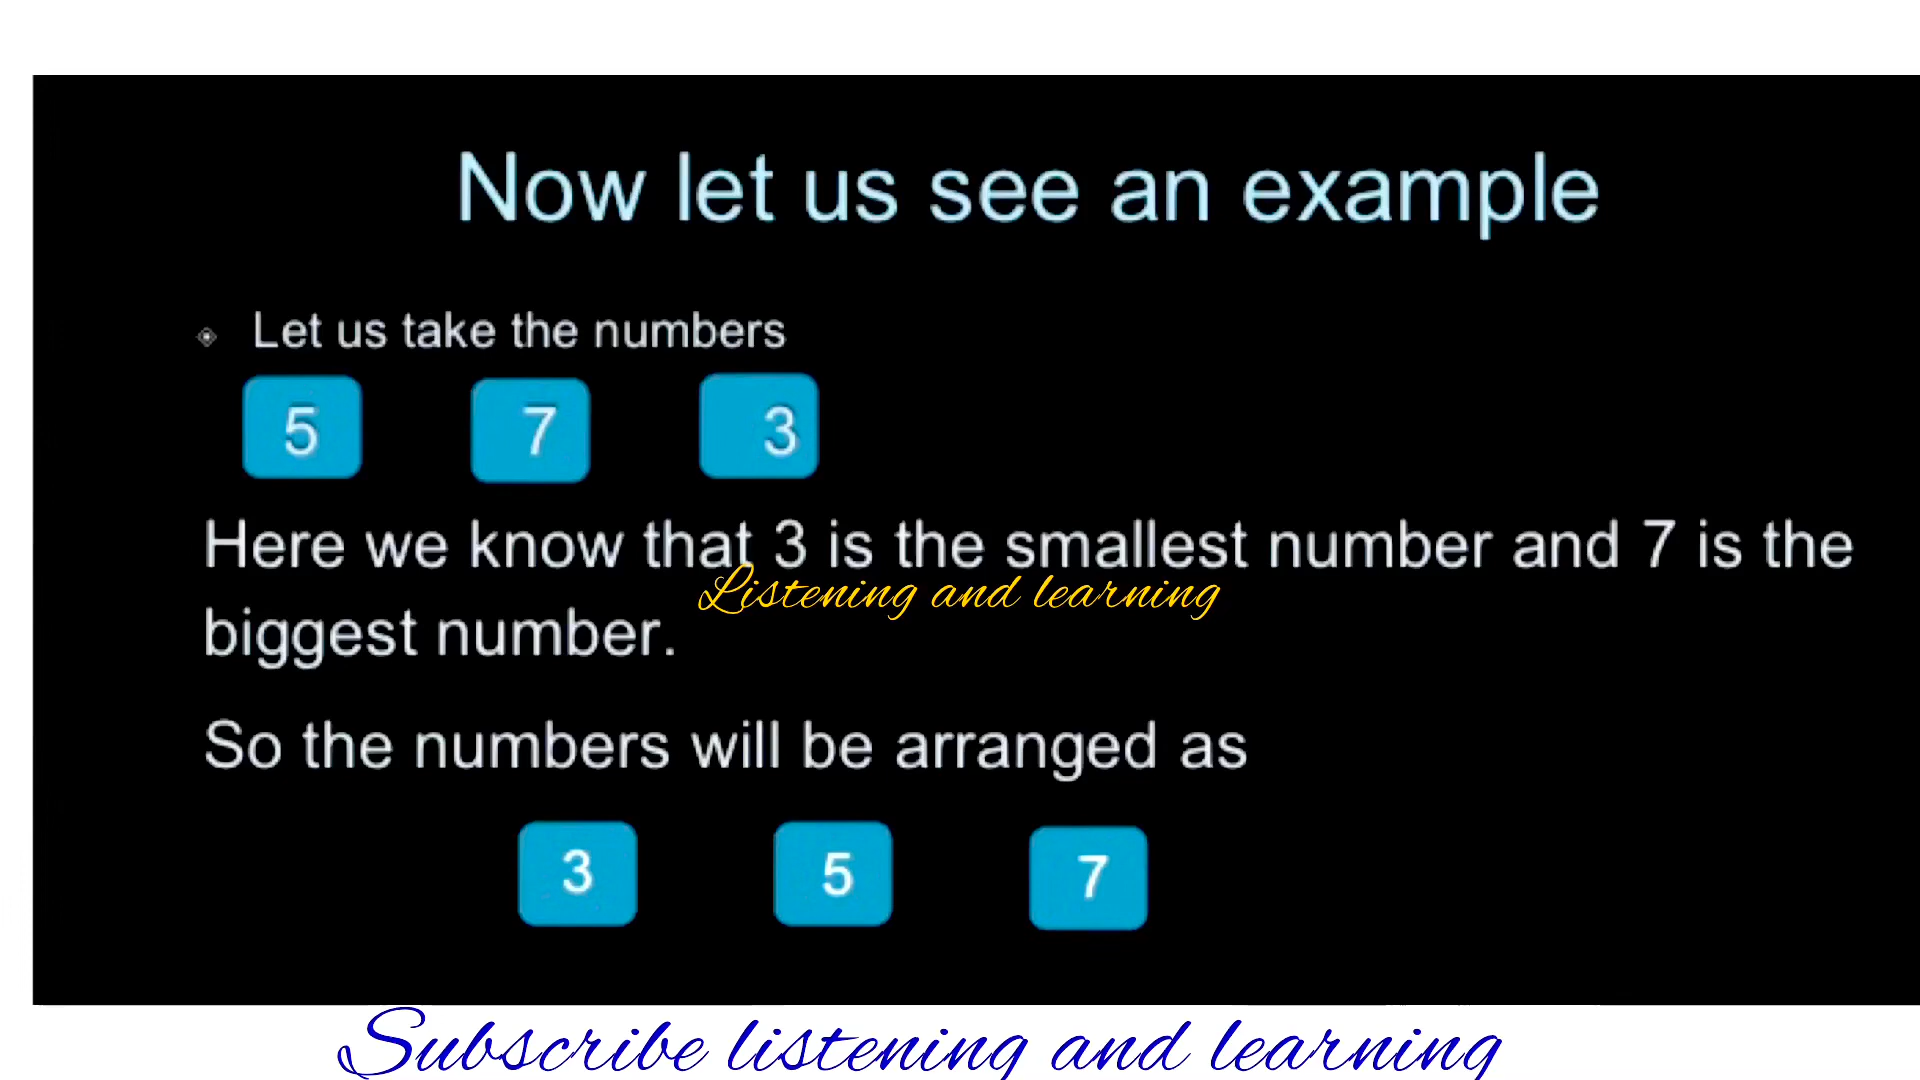 Now let us see an example
Let us take the numbers
5 7 3
Here we know that 3 is the smallest number and 7 is the
Listening and learning
biggest number.
So the numbers will be arranged as
3 5 7
Subscribe listening and learning